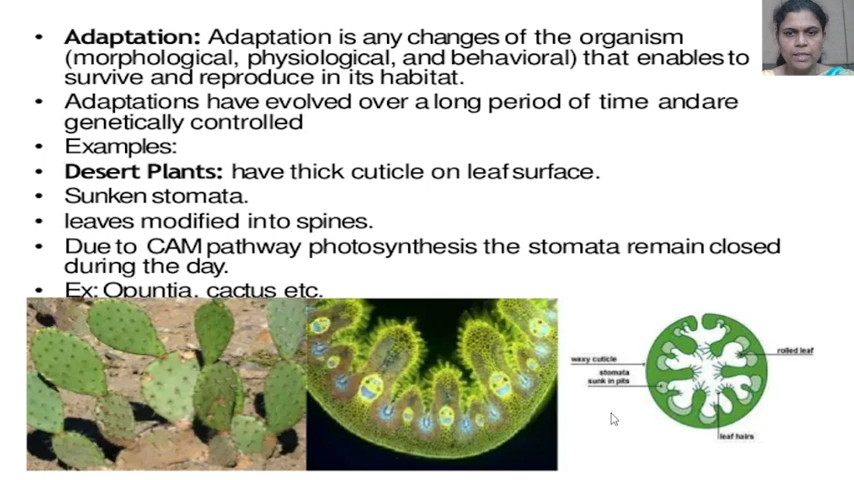 • Adaptation: Adaptation is any changes of the organism
(morphological, physiological, and behavioral) that enables to
survive and reproduce in its habitat.
• Adaptations have evolved over a long period of time and are
genetically controlled
• Examples:
• Desert Plants: have thick cuticle on leaf surface.
• Sunken stomata.
• leaves modified into spines.
• Due to CAM pathway photosynthesis the stomata remain closed
during the day.
• Ex: Opuntia, cactus etc.
waxy cuticle
stomata
sunk in pits
rolled leaf
leaf hairs